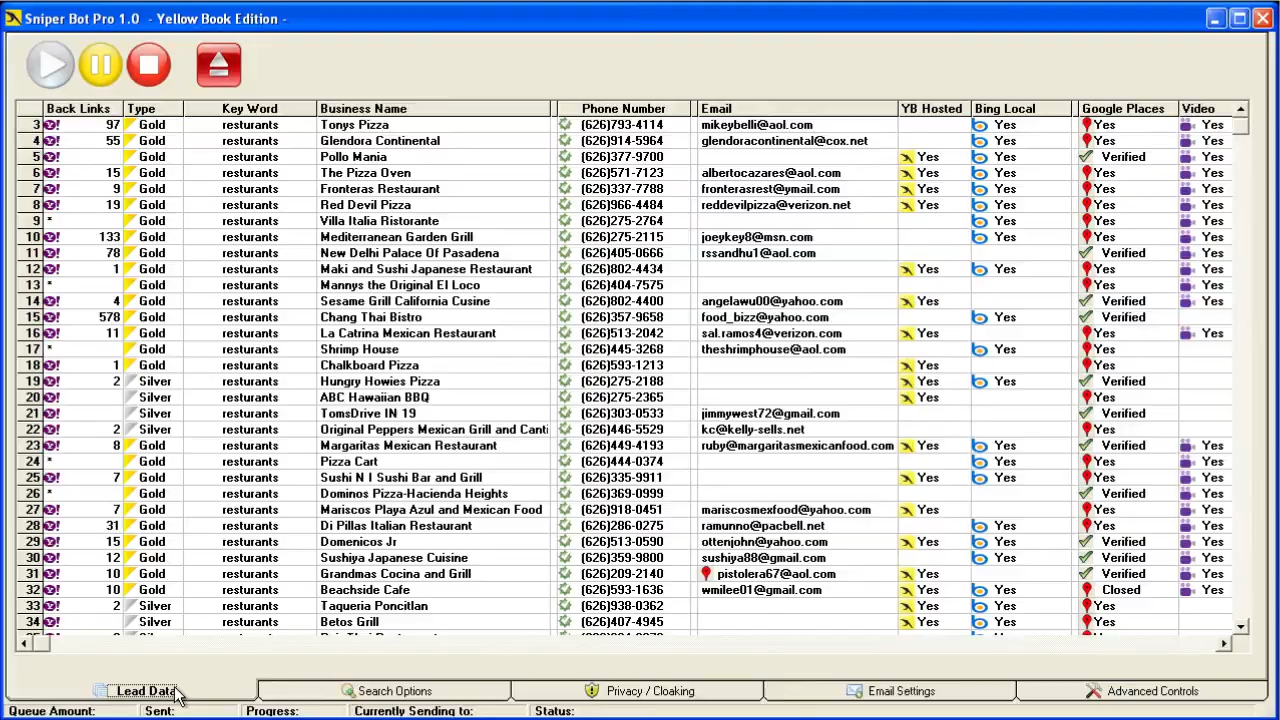 Sniper Bot Pro 1.0 - Yellow Book Edition -
Back Links Type Key Word Business Name Phone Number Email YB Hosted Bing Local Google Places Video
3 97 Gold resturants Tonys Pizza (626)793-4114 mikeybelli@aol.com Yes Yes Yes
4 55 Gold resturants Glendora Continental (626)914-5964 glendoracontinental@cox.net Yes Yes Yes
5 Gold resturants Pollo Mania (626)377-9700 Yes Verified Yes
6 15 Gold resturants The Pizza Oven (626)571-7123 albertocazares@aol.com Yes Yes Yes Yes
7 9 Gold resturants Fronteras Restaurant (626)337-7788 fronterasrest@ymail.com Yes Yes Yes Yes
8 19 Gold resturants Red Devil Pizza (626)966-4484 reddevilpizza@verizon.net Yes Yes Yes Yes
9 * Gold resturants Villa Italia Ristorante (626)275-2764 Yes Yes Yes
10 133 Gold resturants Mediterranean Garden Grill (626)275-2115 joeykey8@msn.com Yes Yes Yes
11 78 Gold resturants New Delhi Palace Of Pasadena (626)405-0666 rssandhu1@aol.com Verified Yes
12 1 Gold resturants Maki and Sushi Japanese Restaurant (626)802-4434 Yes Yes Yes Yes
13 * Gold resturants Mannys the Original El Loco (626)404-7575 Yes Yes
14 4 Gold resturants Sesame Grill California Cusine (626)802-4400 angelawu00@yahoo.com Yes Verified Yes
15 578 Gold resturants Chang Thai Bistro (626)357-9658 food_bizz@yahoo.com Yes Verified
16 11 Gold resturants La Catrina Mexican Restaurant (626)513-2042 sal.ramos4@verizon.com Yes Yes Yes
17 * Gold resturants Shrimp House (626)445-3268 theshrimphouse@aol.com Yes Yes
18 1 Gold resturants Chalkboard Pizza (626)593-1213 Yes Yes
19 2 Silver resturants Hungry Howies Pizza (626)275-2188 Yes Yes Verified
20 Silver resturants ABC Hawaiian BBQ (626)275-2365 Yes Yes
21 Silver resturants TomsDrive IN 19 (626)303-0533 jimmywest72@gmail.com Verified
22 2 Silver resturants Original Peppers Mexican Grill and Canti (626)446-5529 kc@kelly-sells.net Yes
23 8 Gold resturants Margaritas Mexican Restaurant (626)449-4193 ruby@margaritasmexicanfood.com Yes Yes Verified Yes
24 * Gold resturants Pizza Cart (626)444-0374 Yes Yes Yes
25 7 Gold resturants Sushi N I Sushi Bar and Grill (626)335-9911 Yes Yes Yes Yes
26 * Gold resturants Dominos Pizza-Hacienda Heights (626)369-0999 Verified Yes
27 7 Gold resturants Mariscos Playa Azul and Mexican Food (626)918-0451 mariscosmexfood@yahoo.com Yes Yes Yes
28 31 Gold resturants Di Pillas Italian Restaurant (626)286-0275 ramunno@pacbell.net Yes Verified Yes
29 15 Gold resturants Domenicos Jr (626)513-0590 ottenjohn@yahoo.com Yes Yes Verified Yes
30 12 Gold resturants Sushiya Japanese Cuisine (626)359-9800 sushiya88@gmail.com Yes Verified Yes
31 10 Gold resturants Grandmas Cocina and Grill (626)209-2140 pistolera67@aol.com Yes Verified Yes
32 10 Gold resturants Beachside Cafe (626)593-1636 wmilee01@gmail.com Yes Yes Closed Yes
33 2 Silver resturants Taqueria Poncitlan (626)938-0362 Yes Yes Yes
34 Silver resturants Betos Grill (626)407-4945 Yes Yes Yes
Lead Data Search Options Privacy / Cloaking Email Settings Advanced Controls
Queue Amount: Sent: Progress: Currently Sending to: Status: